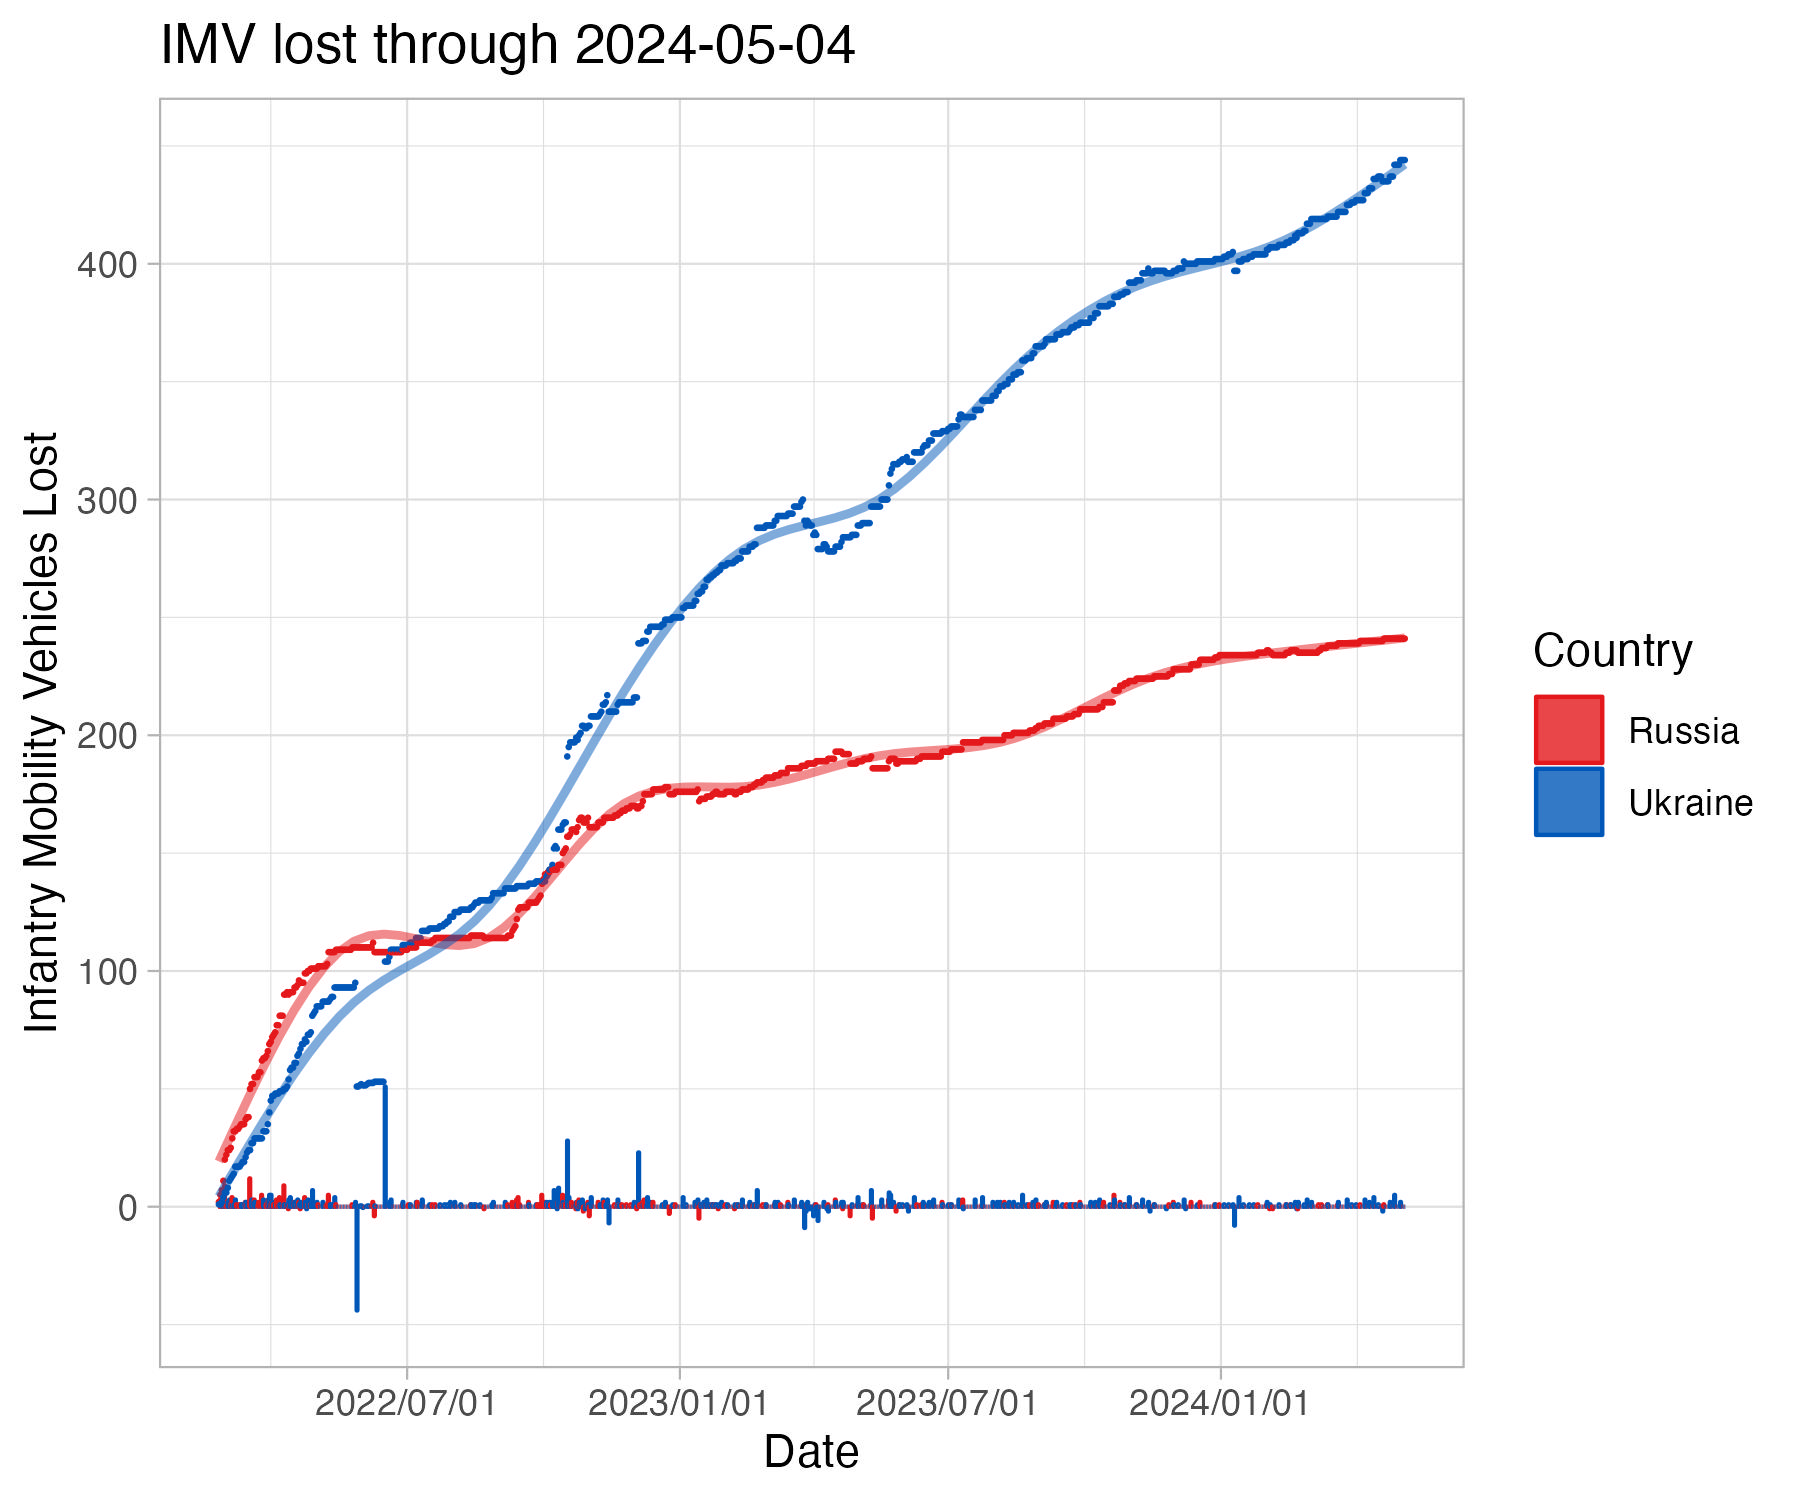 IMV lost through 2024-05-04
Infantry Mobility Vehicles Lost
400
300
200
100
0
2022/07/01
2023/01/01
2023/07/01
2024/01/01
Date
Country
Russia
Ukraine